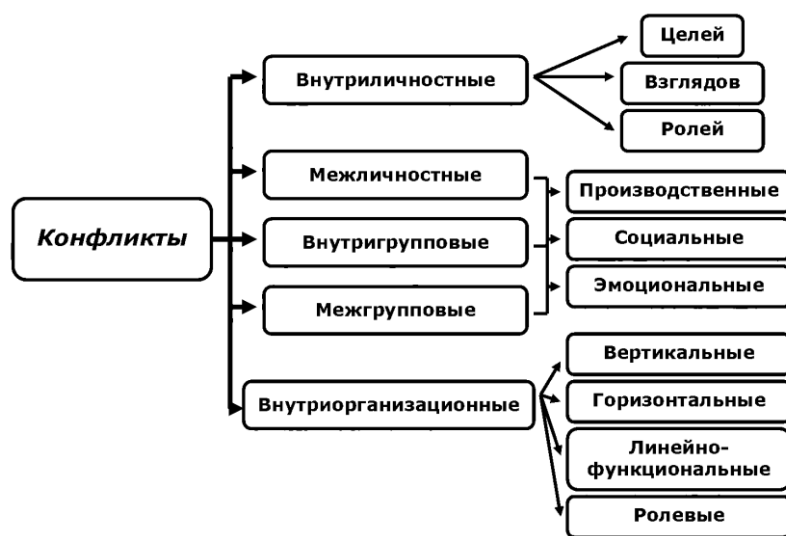 Конфликты
Внутриличностные
Целей
Взглядов
Ролей
Межличностные
Внутригрупповые
Межгрупповые
Производственные
Социальные
Эмоциональные
Внутриорганизационные
Вертикальные
Горизонтальные
Линейно-
функциональные
Ролевые